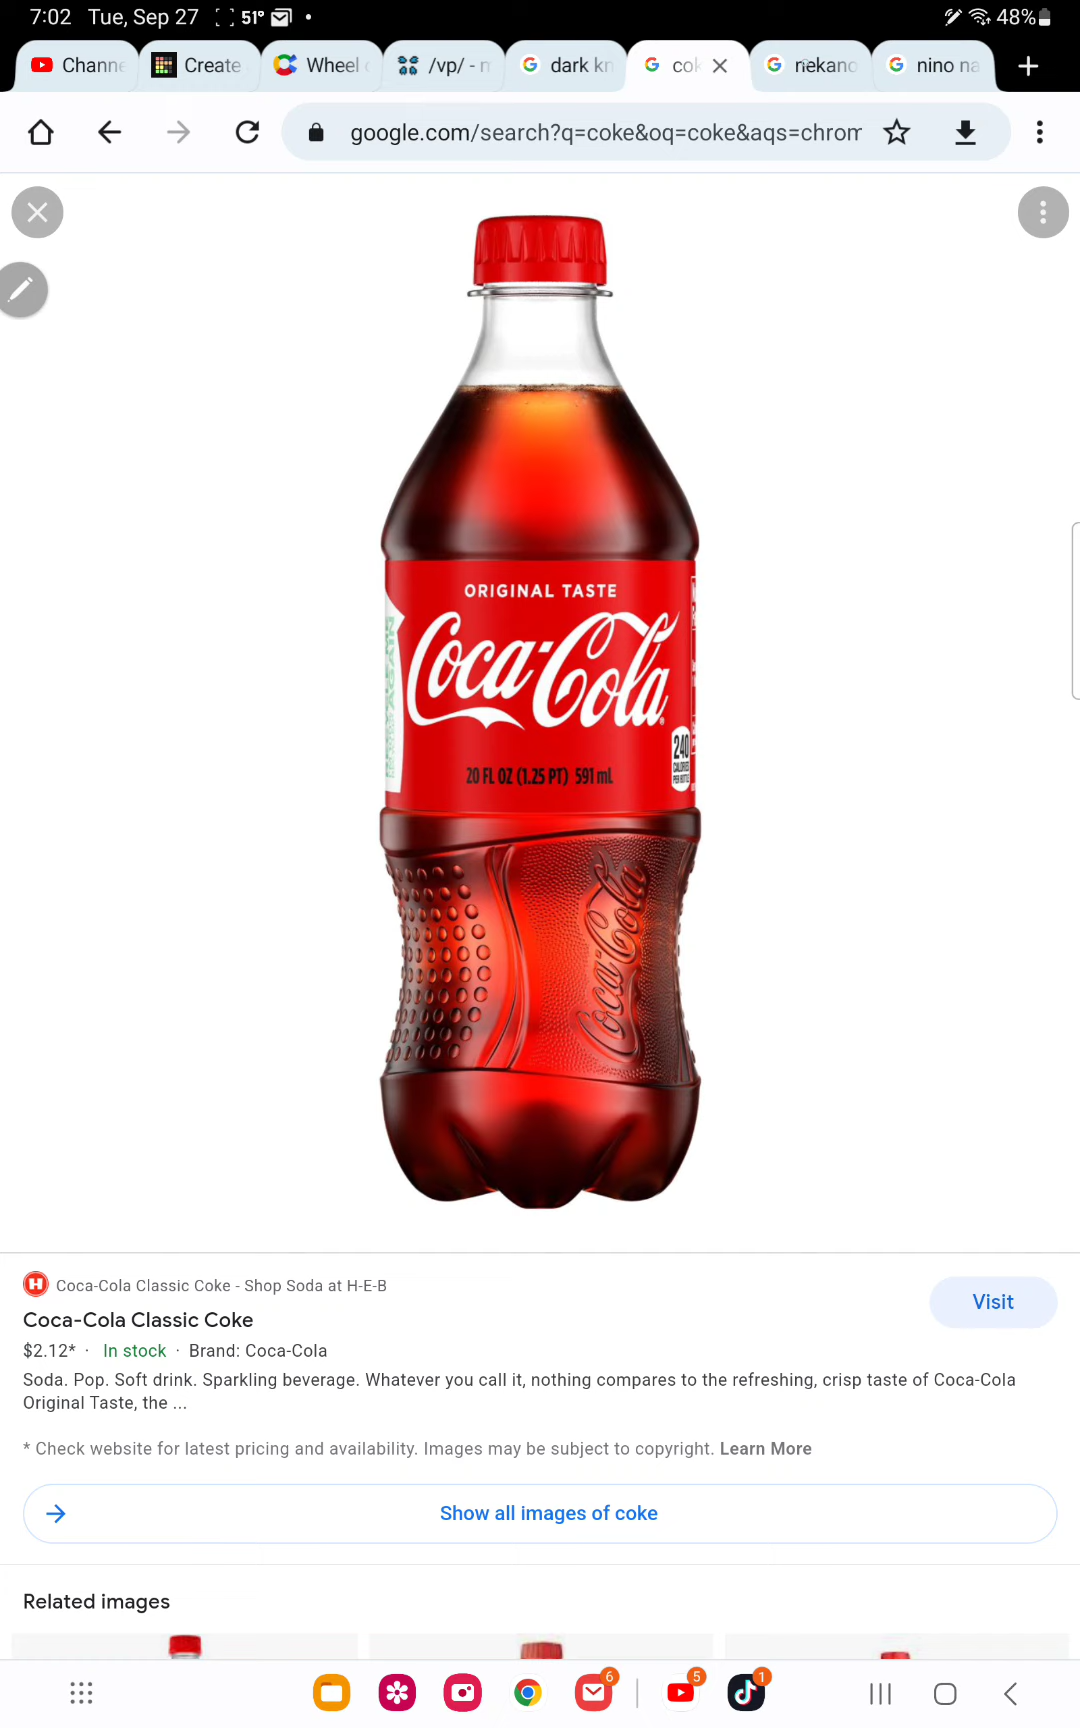 7:02 Tue, Sep 27 51° 48%
Chann
Create
Wheel
/vp/ -
dark kn
cok
nekano
nino na
google.com/search?q=coke&oq=coke&aqs=chrom
ORIGINAL TASTE
Coca-Cola
240
CALORIES
PER BOTTLE
20 FL OZ (1.25 PT) 591 mL
Coca-Cola
H Coca-Cola Classic Coke - Shop Soda at H-E-B
Visit
Coca-Cola Classic Coke
$2.12* · In stock · Brand: Coca-Cola
Soda. Pop. Soft drink. Sparkling beverage. Whatever you call it, nothing compares to the refreshing, crisp taste of Coca-Cola
Original Taste, the ...
* Check website for latest pricing and availability. Images may be subject to copyright. Learn More
Show all images of coke
Related images
6
5
1